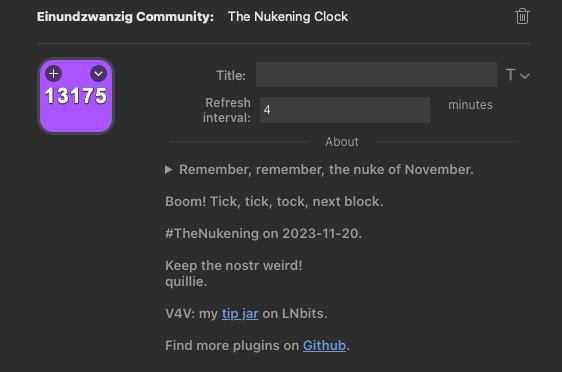 Einundzwanzig Community: The Nukening Clock
13175
Title:
T
Refresh interval: 4 minutes
About
Remember, remember, the nuke of November.
Boom! Tick, tick, tock, next block.
#TheNukening on 2023-11-20.
Keep the nostr weird!
quillie.
V4V: my tip jar on LNbits.
Find more plugins on Github.